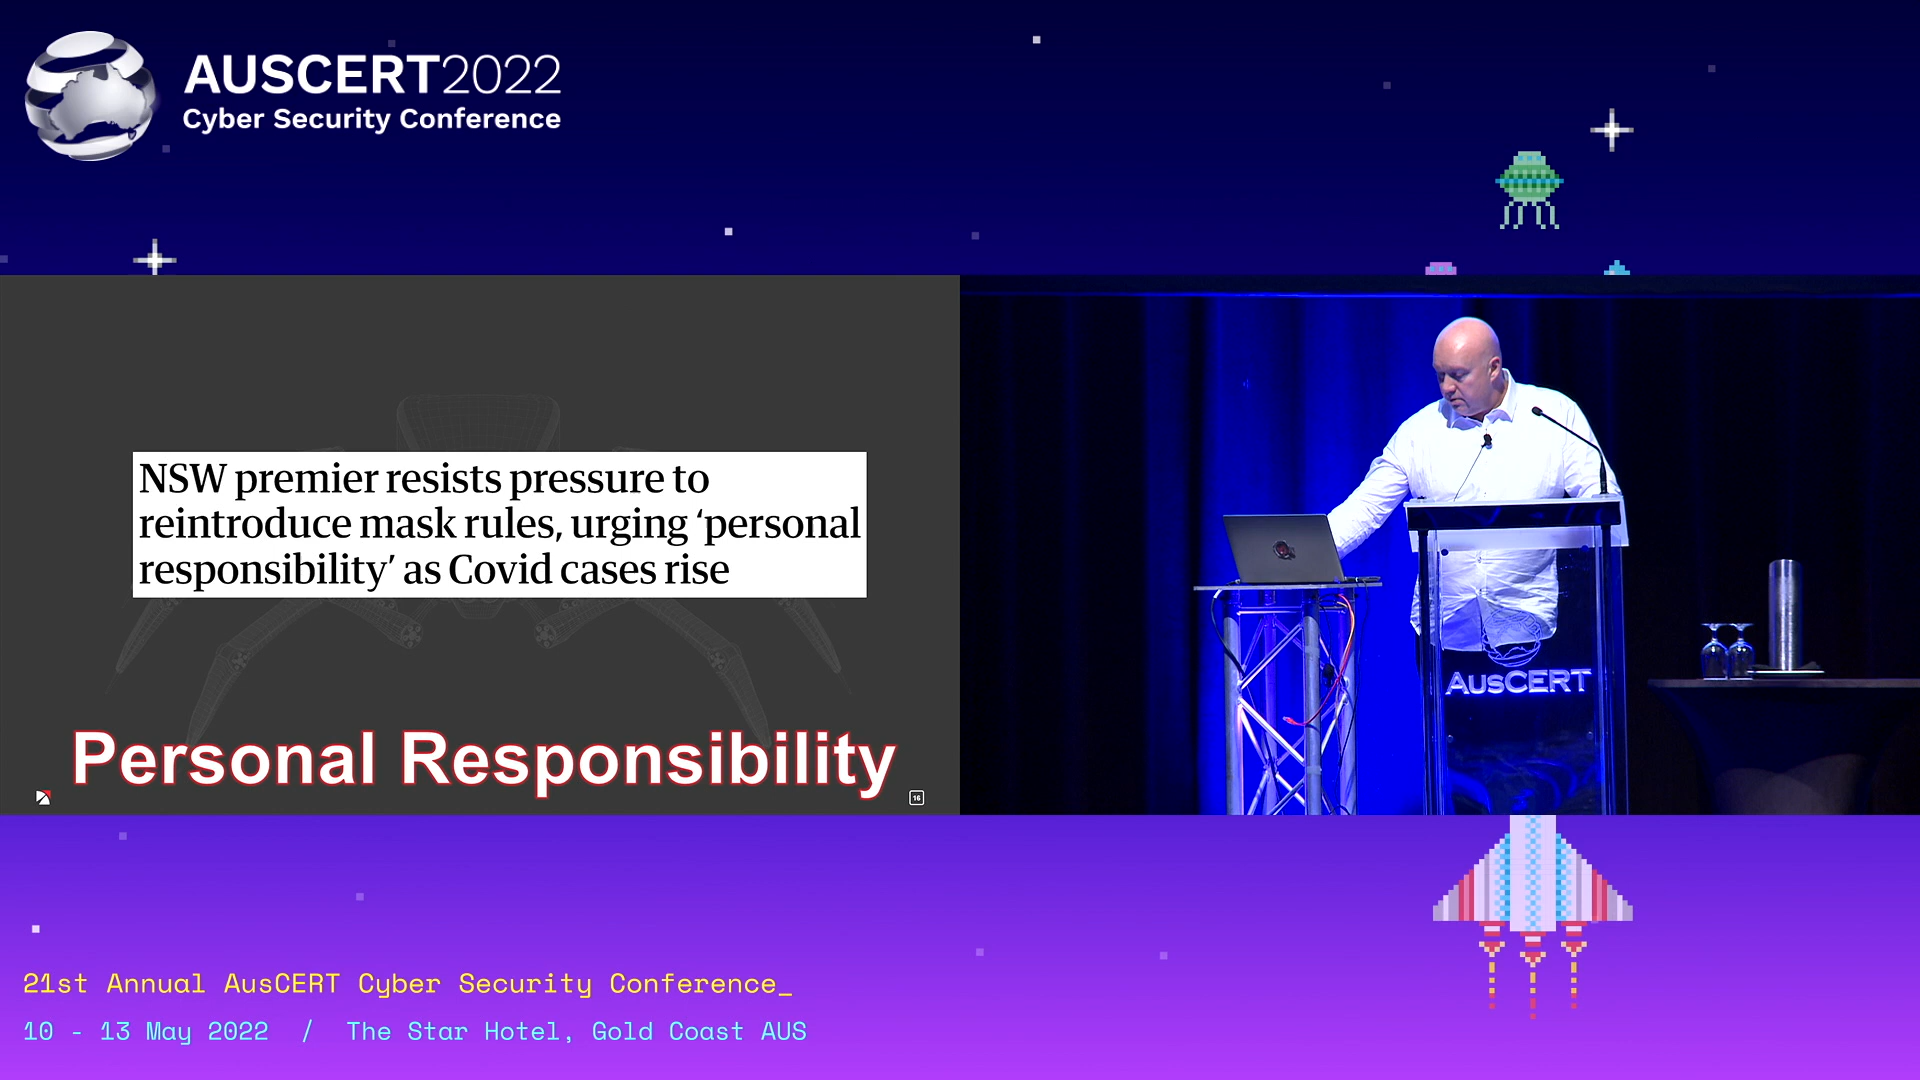 AUSCERT2022
Cyber Security Conference
NSW premier resists pressure to
reintroduce mask rules, urging ‘personal
responsibility’ as Covid cases rise
Personal Responsibility
16
AUSCERT
21st Annual AusCERT Cyber Security Conference_
10 - 13 May 2022 / The Star Hotel, Gold Coast AUS